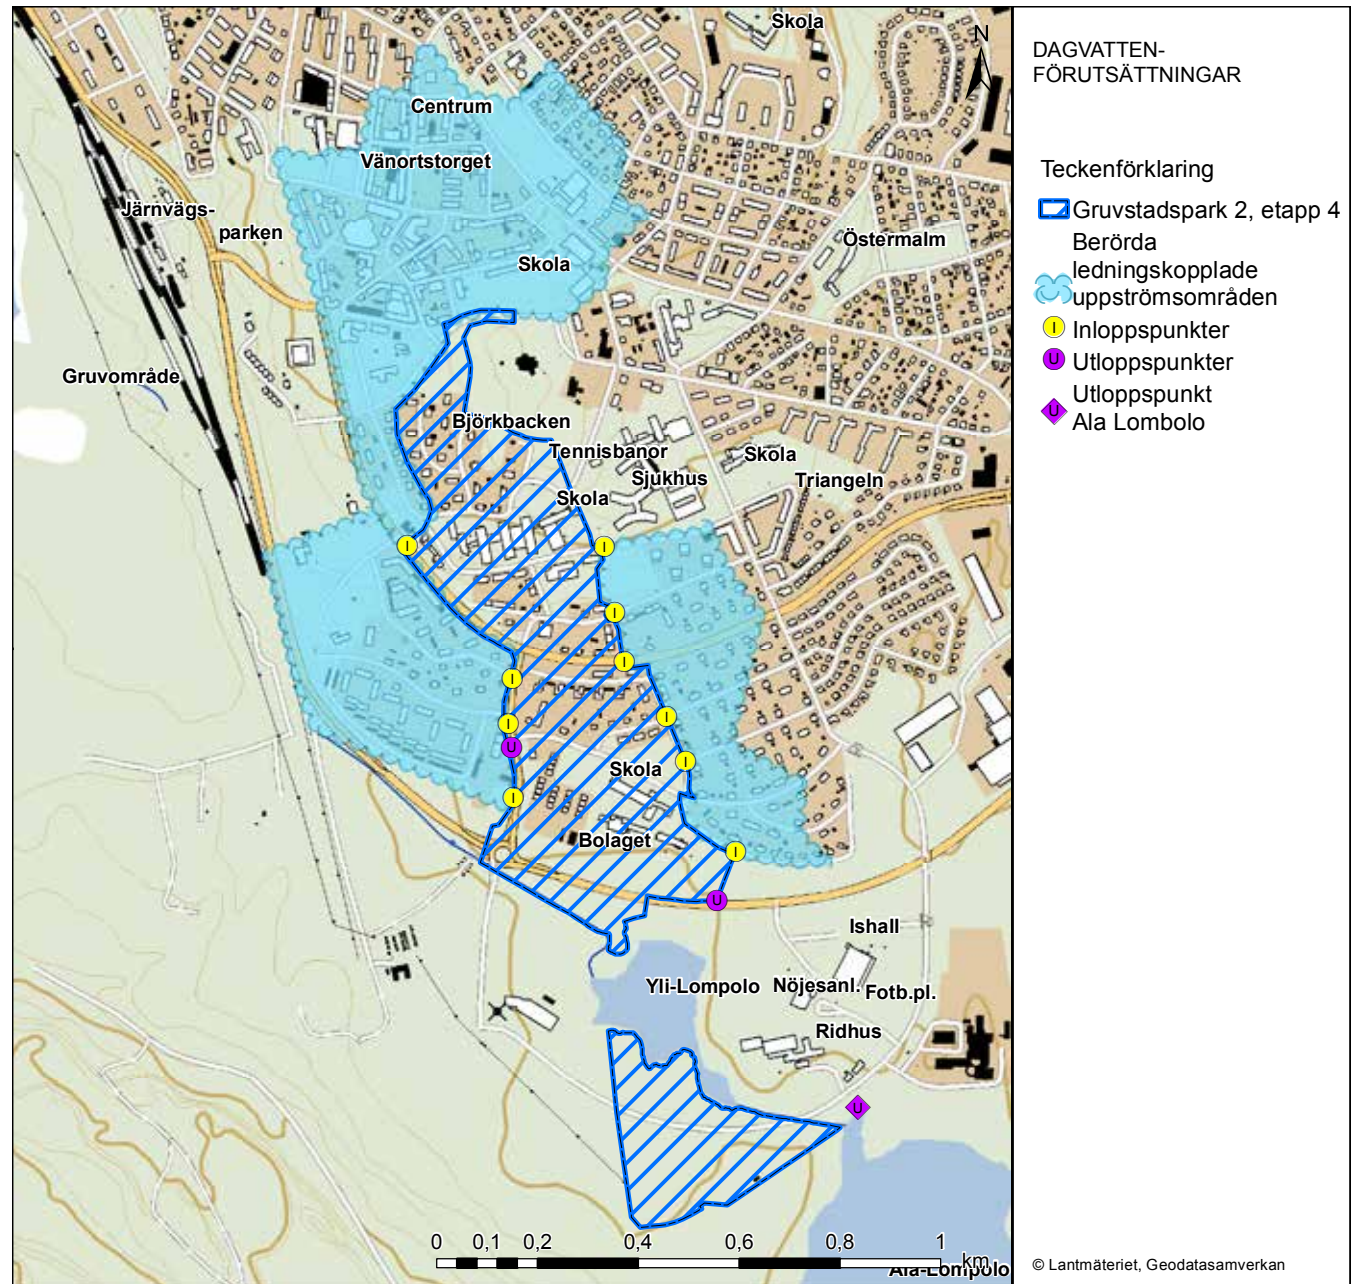 Skola
N
Centrum
Vänortstorget
Järnvägs-
parken
Östermalm
Skola
Gruvområde
Björkbacken
Tennisbanor
Skola
Sjukhus
Triangeln
Skola
I
I
I
I
I
I
I
U
I
Skola
I
Bolaget
I
U
Ishall
Yli-Lompolo
Nöjesanl.
Fotb.pl.
Ridhus
U
0 0,1 0,2 0,4 0,6 0,8 1
km
Ala-Lompolo
DAGVATTEN-
FÖRUTSÄTTNINGAR
Teckenförklaring
Gruvstadspark 2, etapp 4
Berörda
ledningskopplade
uppströmsområden
I Inloppspunkter
U Utloppspunkter
Utloppspunkt
U Ala Lombolo
© Lantmäteriet, Geodatasamverkan